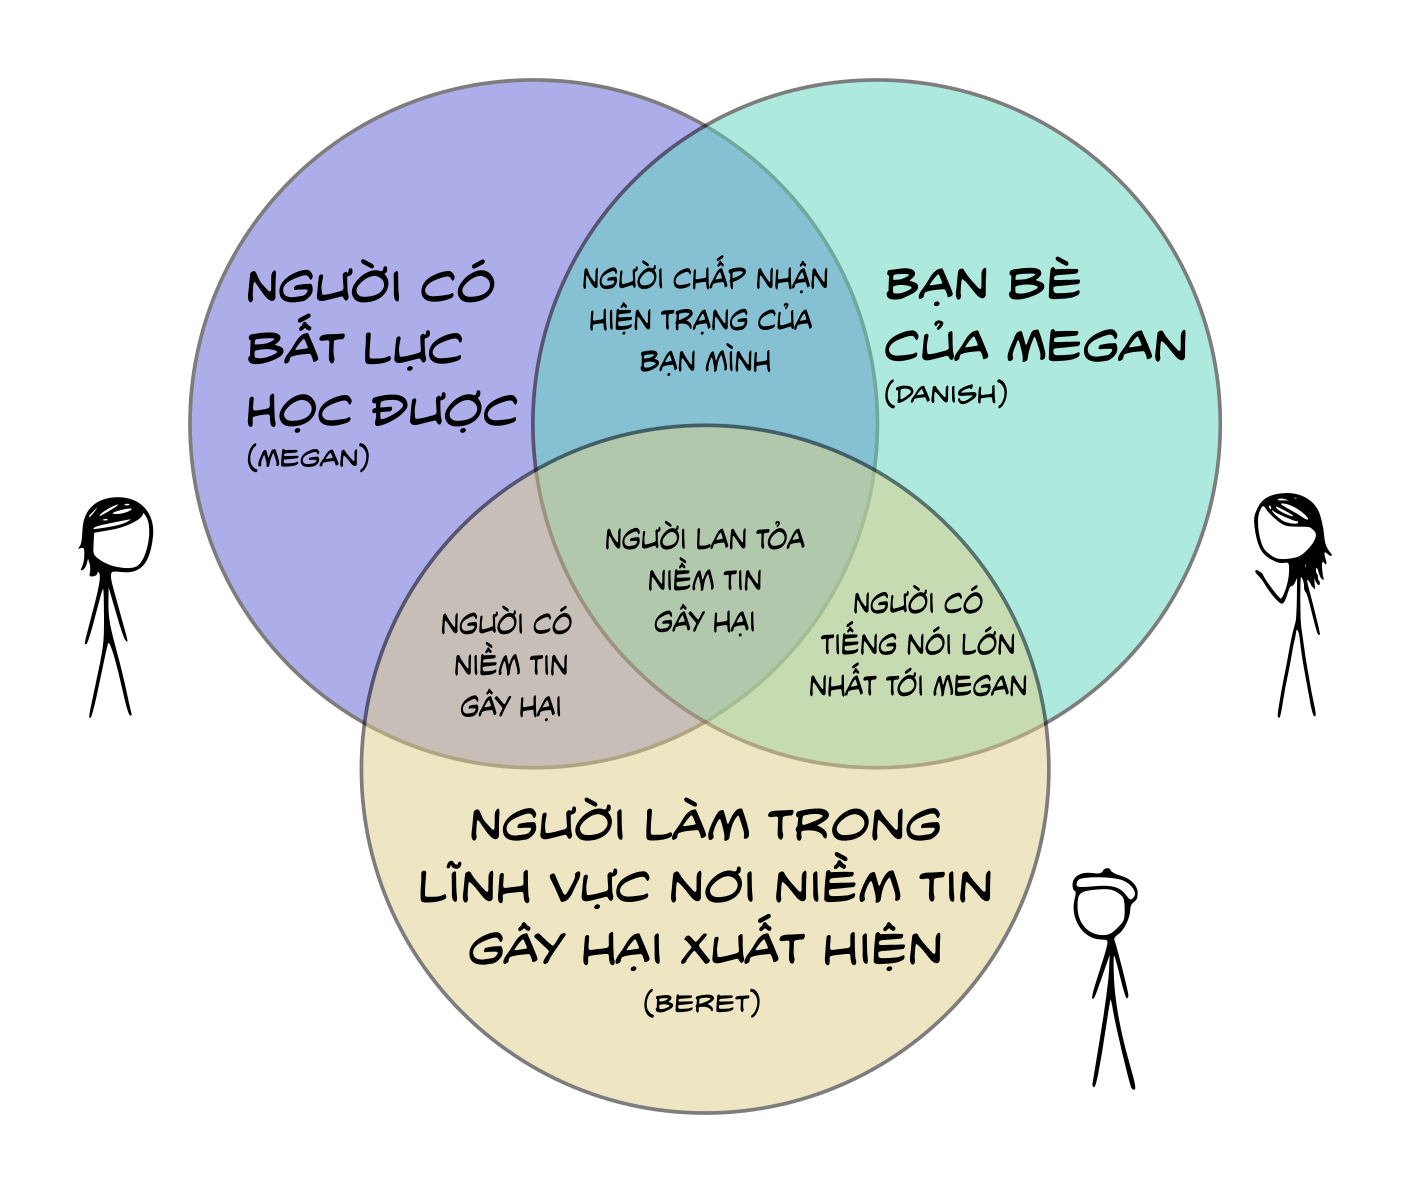 NGƯỜI CÓ
BẤT LỰC
HỌC ĐƯỢC
(MEGAN)
NGƯỜI CHẤP NHẬN
HIỆN TRẠNG CỦA
BẠN MÌNH
BẠN BÈ
CỦA MEGAN
(DANISH)
NGƯỜI CÓ
NIỀM TIN
GÂY HẠI
NGƯỜI LAN TỎA
NIỀM TIN
GÂY HẠI
NGƯỜI CÓ
TIẾNG NÓI LỚN
NHẤT TỚI MEGAN
NGƯỜI LÀM TRONG
LĨNH VỰC NƠI NIỀM TIN
GÂY HẠI XUẤT HIỆN
(BERET)